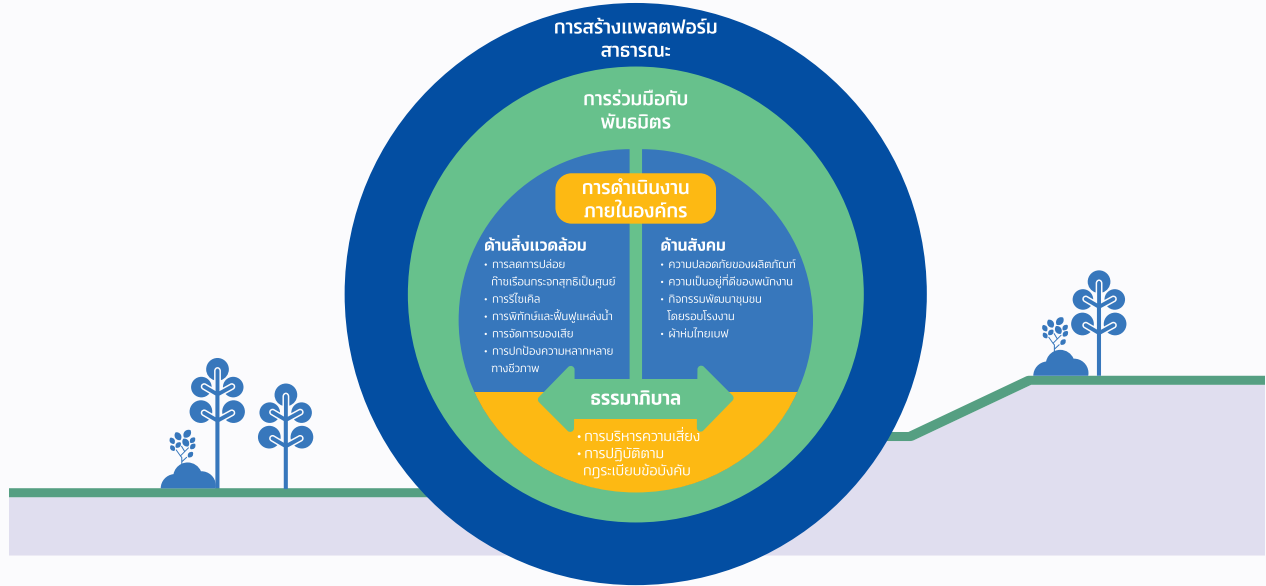 การสร้างแพลตฟอร์ม
สาธารณะ
การร่วมมือกับ
พันธมิตร
การดำเนินงาน
ภายในองค์กร
ด้านสิ่งแวดล้อม
• การลดการปล่อย
ก๊าซเรือนกระจกสุทธิเป็นศูนย์
• การรีไซเคิล
• การพิทักษ์และฟื้นฟูแหล่งน้ำ
• การจัดการของเสีย
• การปกป้องความหลากหลาย
ทางชีวภาพ
ด้านสังคม
• ความปลอดภัยของผลิตภัณฑ์
• ความเป็นอยู่ที่ดีของพนักงาน
• กิจกรรมพัฒนาชุมชน
โดยรอบโรงงาน
• ผ้าห่มไทยเบฟ
ธรรมาภิบาล
• การบริหารความเสี่ยง
• การปฏิบัติตาม
กฎระเบียบข้อบังคับ